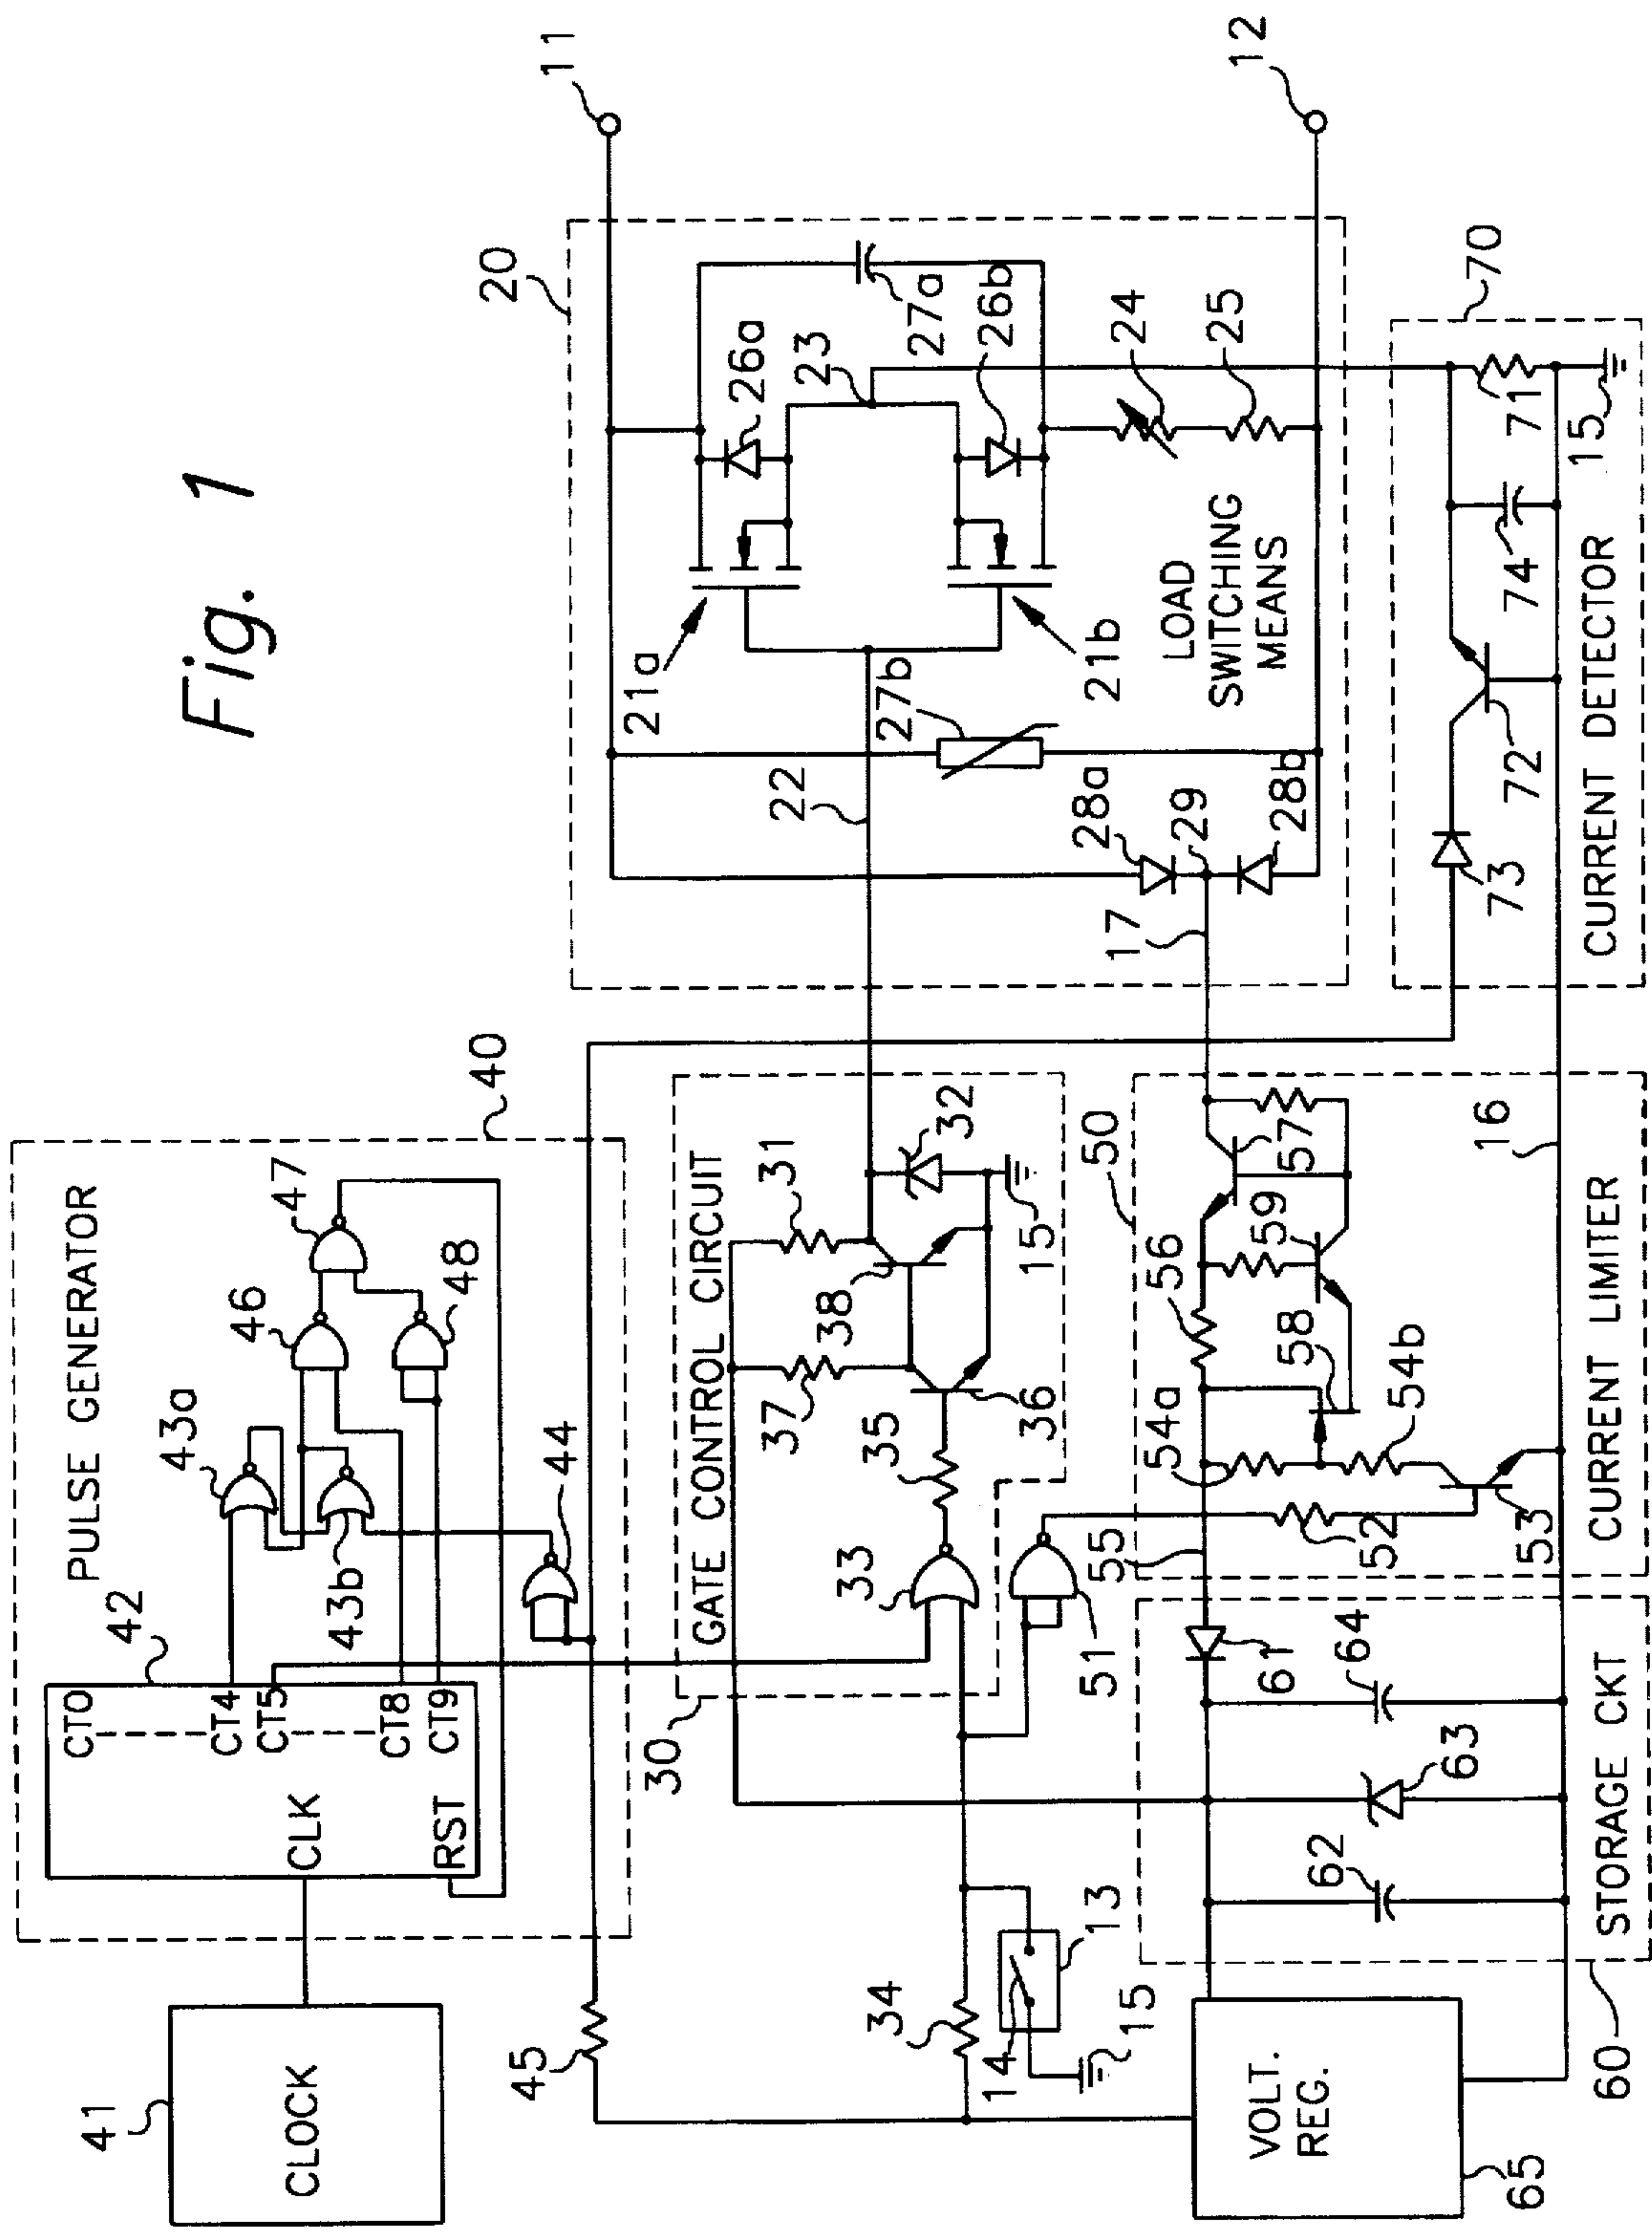 Fig. 1
11
12
20
26a
23
27a
26b
24
25
21a
21b
27b
22
LOAD
SWITCHING
MEANS
28a
29
28b
17
70
71
15
74
72
73
CURRENT DETECTOR
40
PULSE GENERATOR
47
46
48
43a
43b
44
42
CT0
CT4
CT5
CT8
CT9
CLK
RST
41
CLOCK
45
GATE CONTROL CIRCUIT
31
32
38
15
37
36
35
33
30
34
14
13
15
50
16
57
59
56
58
54a
54b
55
52
53
51
CURRENT LIMITER
61
64
63
62
STORAGE CKT
60
VOLT.
REG.
65